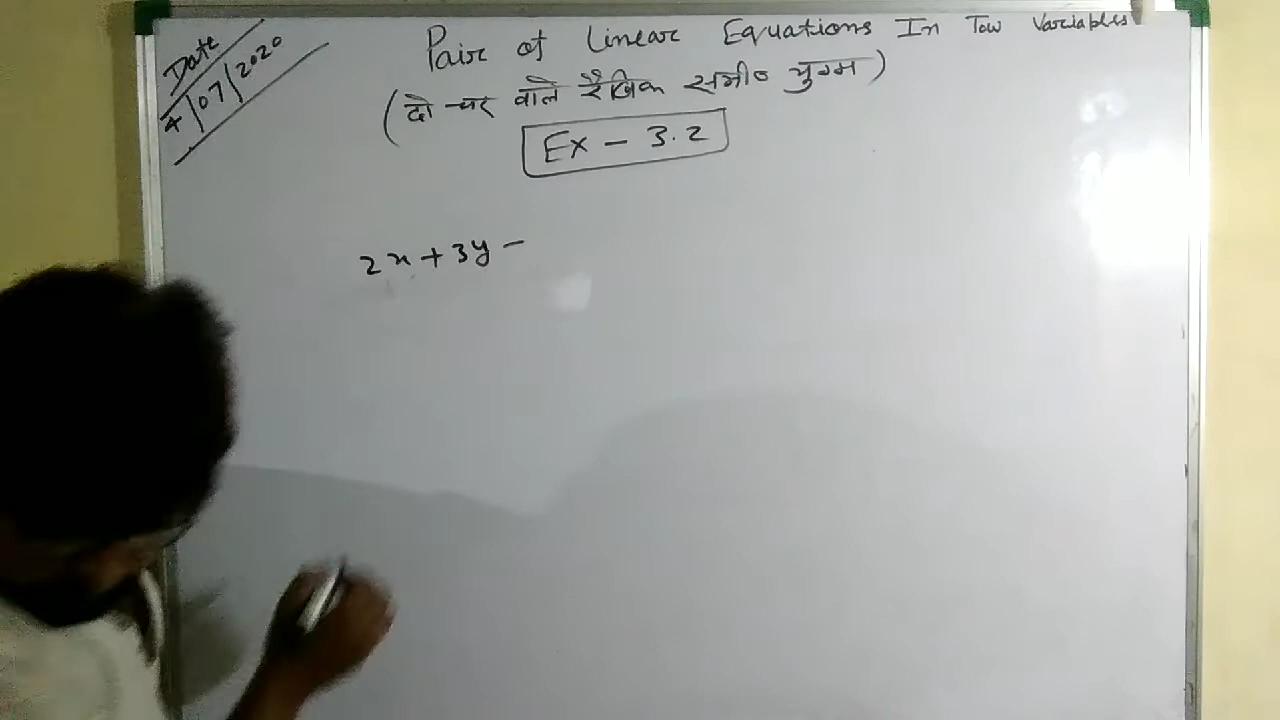 Date
4/07/2020
Pair of Linear Equations In Tow Variables
(दो चर वाले रैखिक समी० युग्म)
Ex - 3.2
2x + 3y -